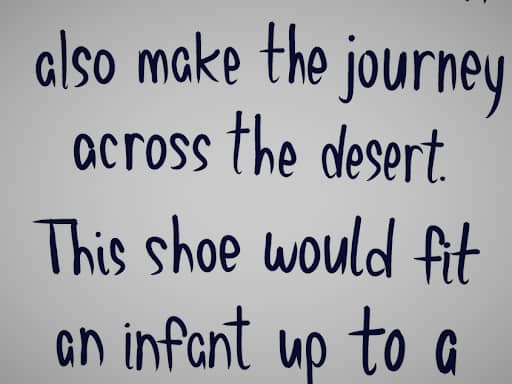 also make the journey
across the desert.
This shoe would fit
an infant up to a